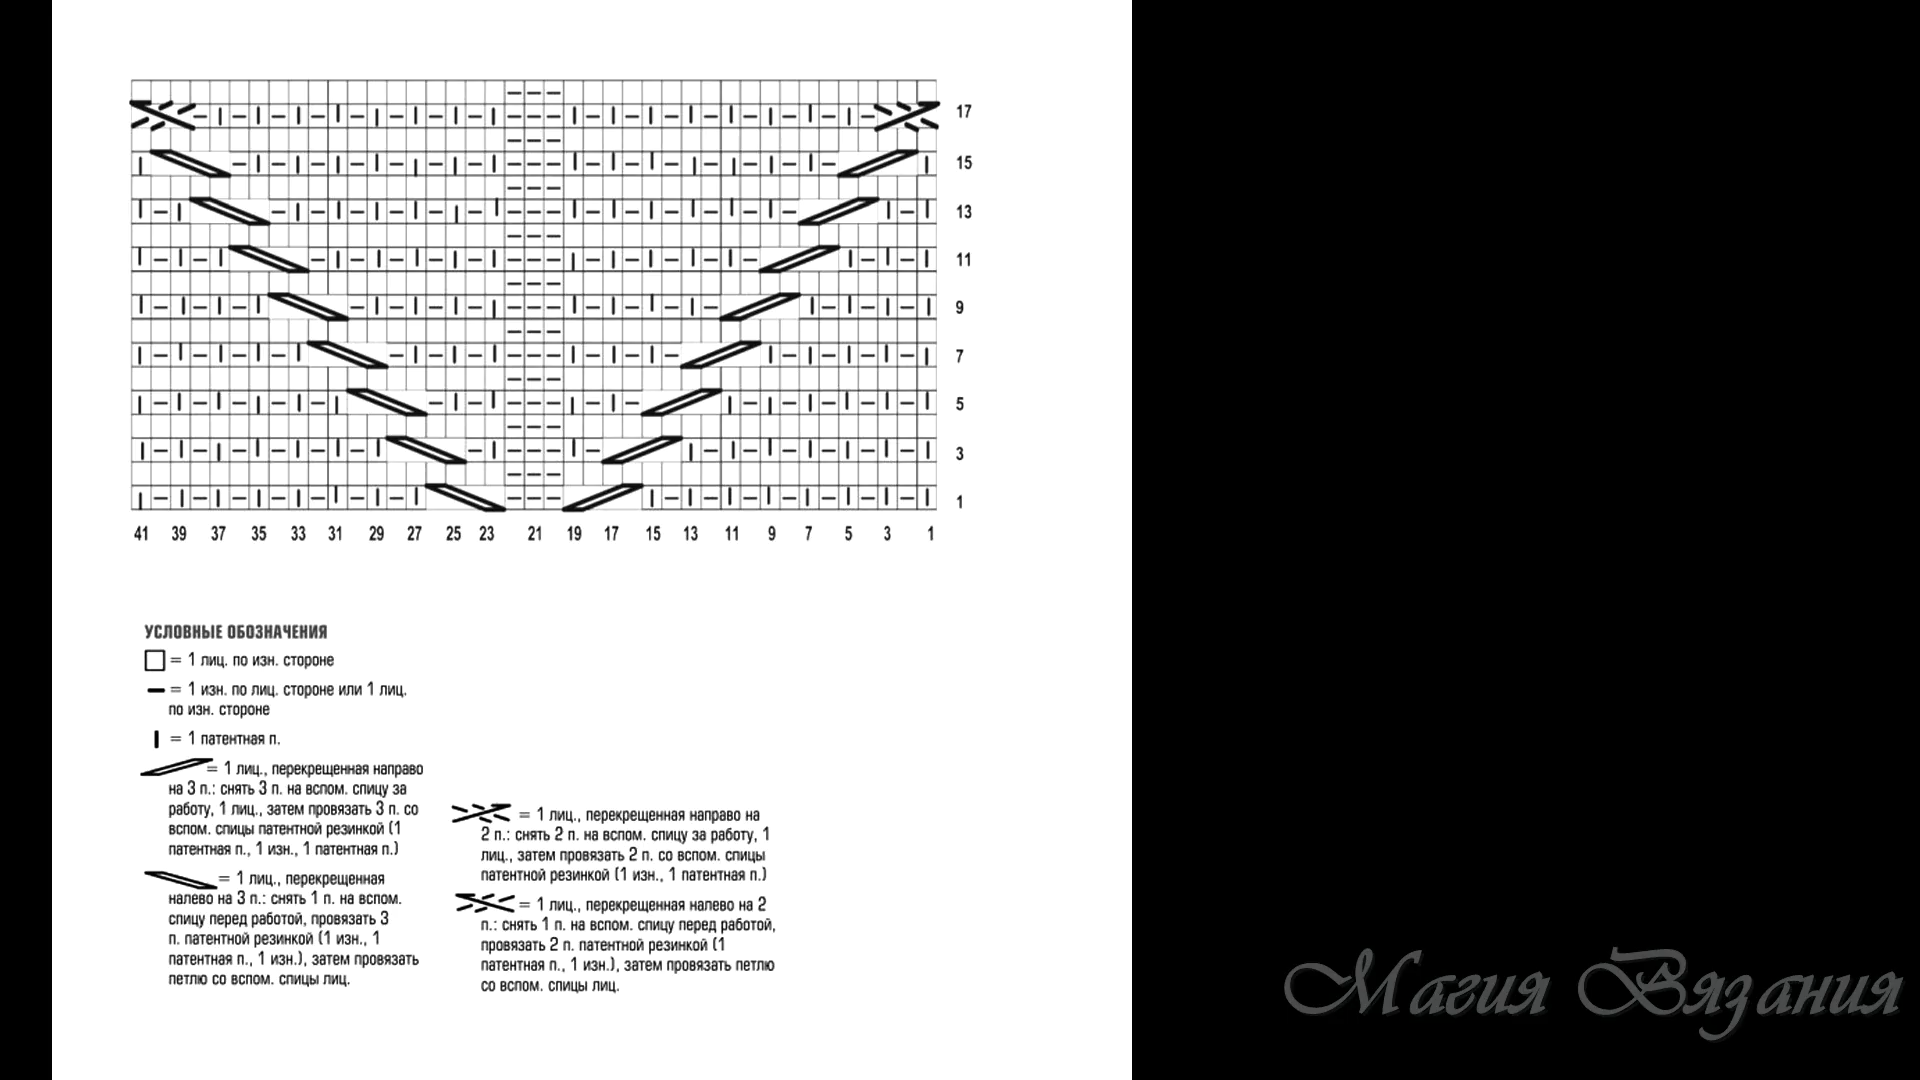 17
15
13
11
9
7
5
3
1
41 39 37 35 33 31 29 27 25 23 21 19 17 15 13 11 9 7 5 3 1
УСЛОВНЫЕ ОБОЗНАЧЕНИЯ
= 1 лиц. по изн. стороне
= 1 изн. по лиц. стороне или 1 лиц.
по изн. стороне
= 1 патентная п.
= 1 лиц., перекрещенная направо
на 3 п.: снять 3 п. на вспом. спицу за
работу, 1 лиц., затем провязать 3 п. со
вспом. спицы патентной резинкой (1
патентная п., 1 изн., 1 патентная п.)
= 1 лиц., перекрещенная
налево на 3 п.: снять 1 п. на вспом.
спицу перед работой, провязать 3
п. патентной резинкой (1 изн., 1
патентная п., 1 изн.), затем провязать
петлю со вспом. спицы лиц.
= 1 лиц., перекрещенная направо на
2 п.: снять 2 п. на вспом. спицу за работу, 1
лиц., затем провязать 2 п. со вспом. спицы
патентной резинкой (1 изн., 1 патентная п.)
= 1 лиц., перекрещенная налево на 2
п.: снять 1 п. на вспом. спицу перед работой,
провязать 2 п. патентной резинкой (1
патентная п., 1 изн.), затем провязать петлю
со вспом. спицы лиц.
Магия Вязания